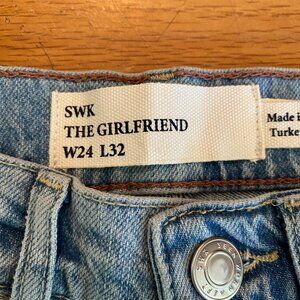 SWK
THE GIRLFRIEND
W24 L32
Made i
Turke